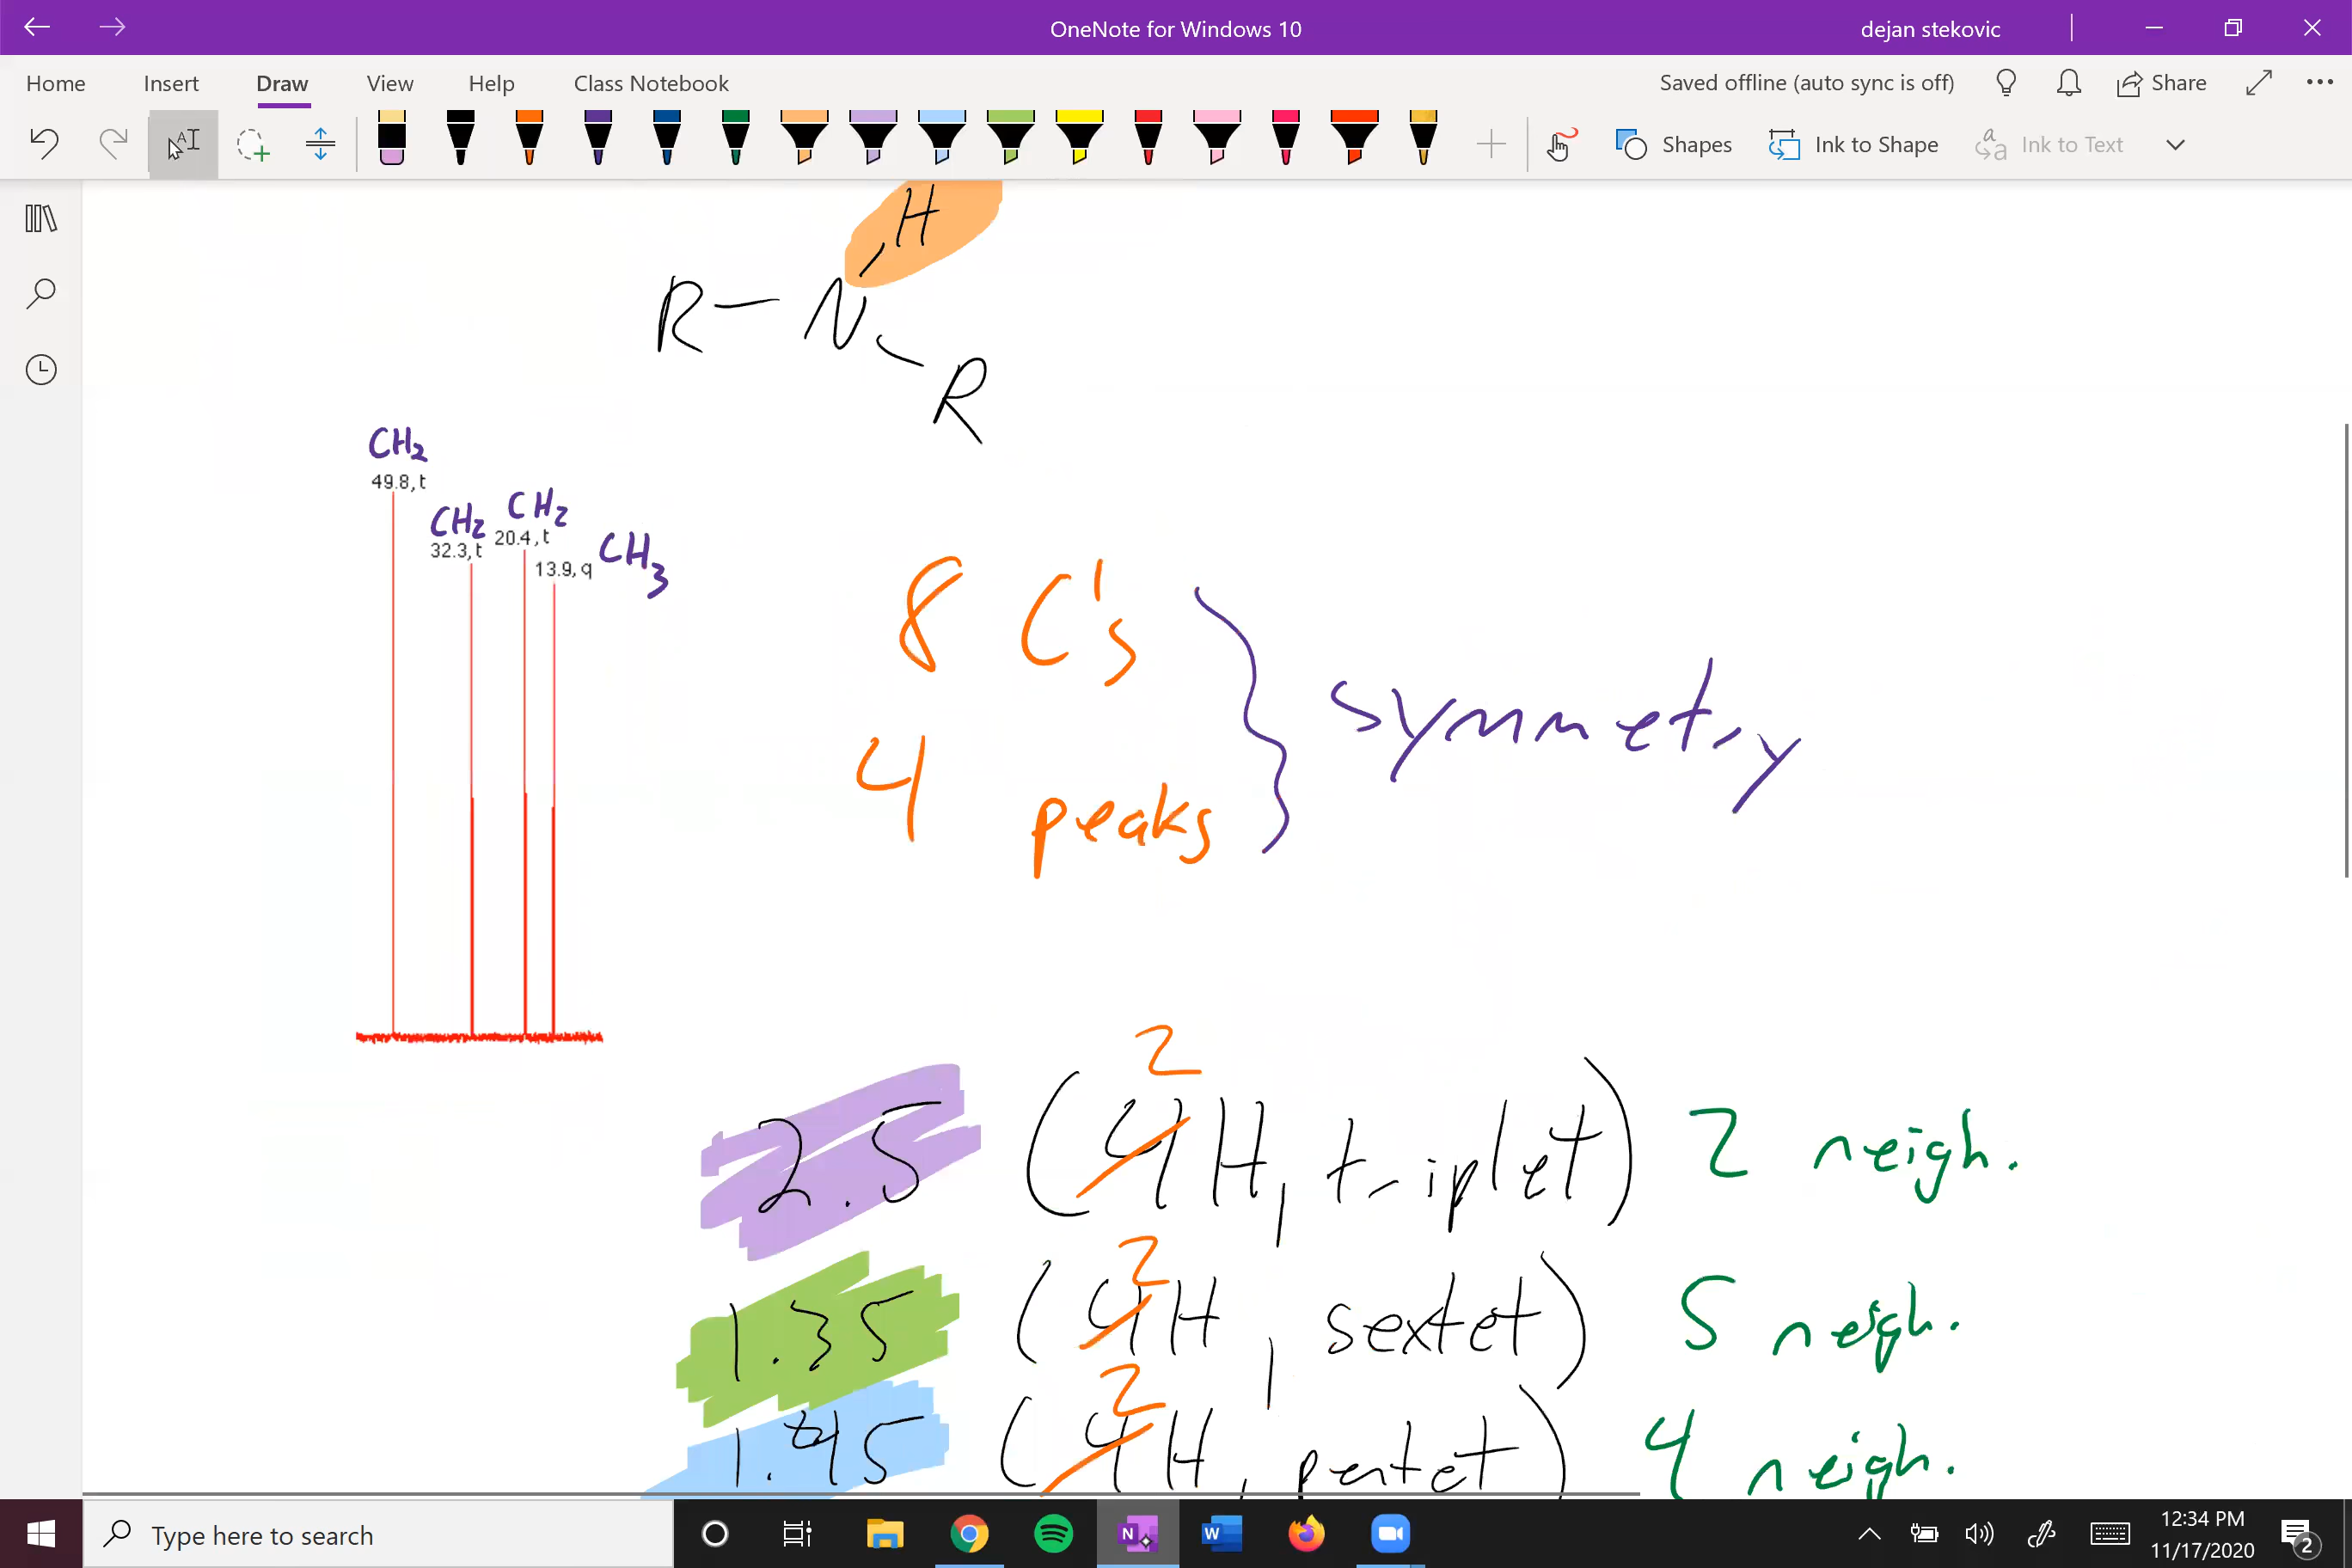 OneNote for Windows 10
dejan stekovic
Home Insert Draw View Help Class Notebook
Saved offline (auto sync is off)
Share
Shapes
Ink to Shape
Ink to Text
H
R-N-R
CH2
49.8, t
CH2
32.3, t
CH2
20.4, t
CH3
13.9, q
8 C's
4 peaks
symmetry
2
2.5 (4H, triplet) 2 neigh.
2
1.35 (4H, sextet) 5 neigh.
2
1.45 (4H, pentet) 4 neigh.
Type here to search
12:34 PM
11/17/2020
2